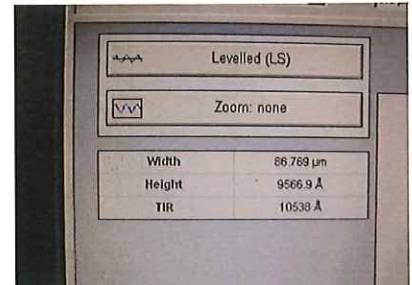 Levelled (LS)
Zoom: none
Width 86.769 µm
Height 9566.9 Å
TIR 10538 Å